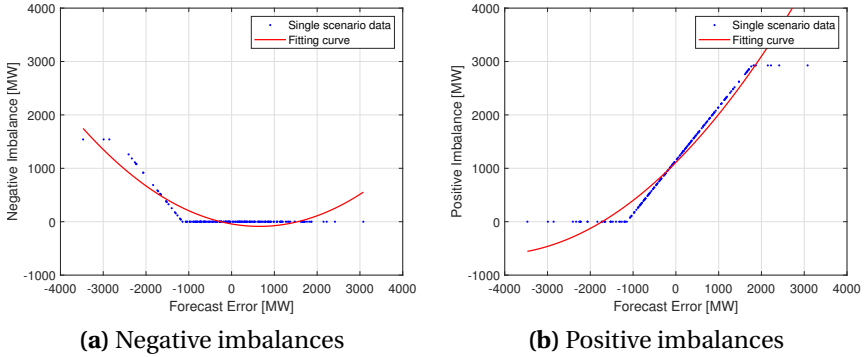 4000
3000
2000
1000
0
-1000
Negative Imbalance [MW]
Single scenario data
Fitting curve
-4000 -3000 -2000 -1000 0 1000 2000 3000 4000
Forecast Error [MW]
(a) Negative imbalances
4000
3000
2000
1000
0
-1000
Positive Imbalance [MW]
Single scenario data
Fitting curve
-4000 -3000 -2000 -1000 0 1000 2000 3000 4000
Forecast Error [MW]
(b) Positive imbalances